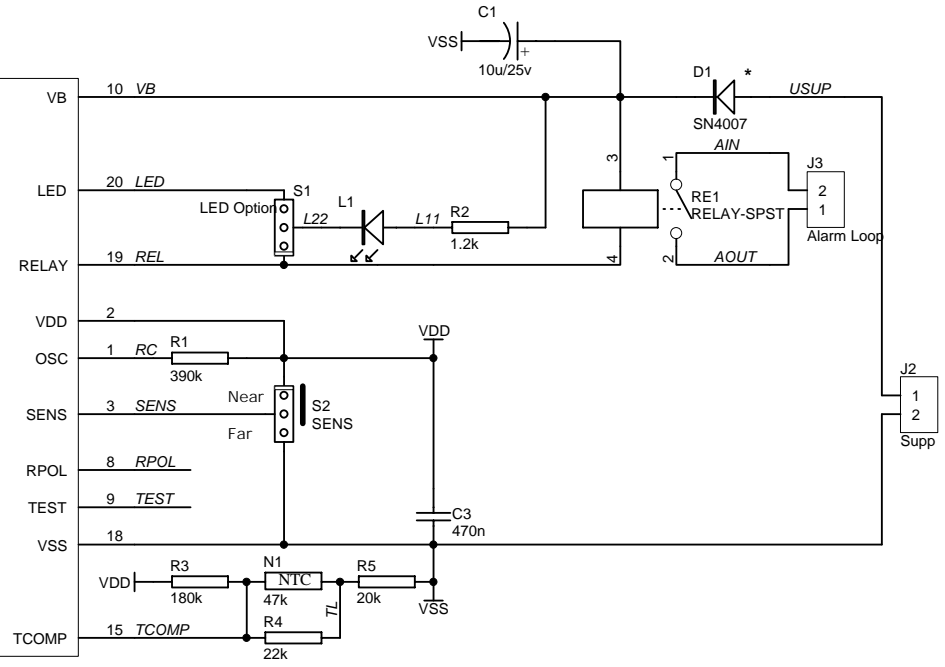 C1
VSS
+
10u/25v
D1 *
VB 10 VB USUP
SN4007
3 1 AIN
J3
LED 20 LED S1
2
LED Option L22 L1 L11 R2 RE1
RELAY-SPST 1
1.2k Alarm Loop
RELAY 19 REL 4 2 AOUT
VDD 2
VDD
OSC 1 RC R1
390k
J2
Near S2 1
SENS 3 SENS SENS 2
Far
Supp
RPOL 8 RPOL
TEST 9 TEST
C3
470n
VSS 18
N1
R3 R5
VDD NTC
180k 47k TL 20k VSS
R4
TCOMP 15 TCOMP
22k